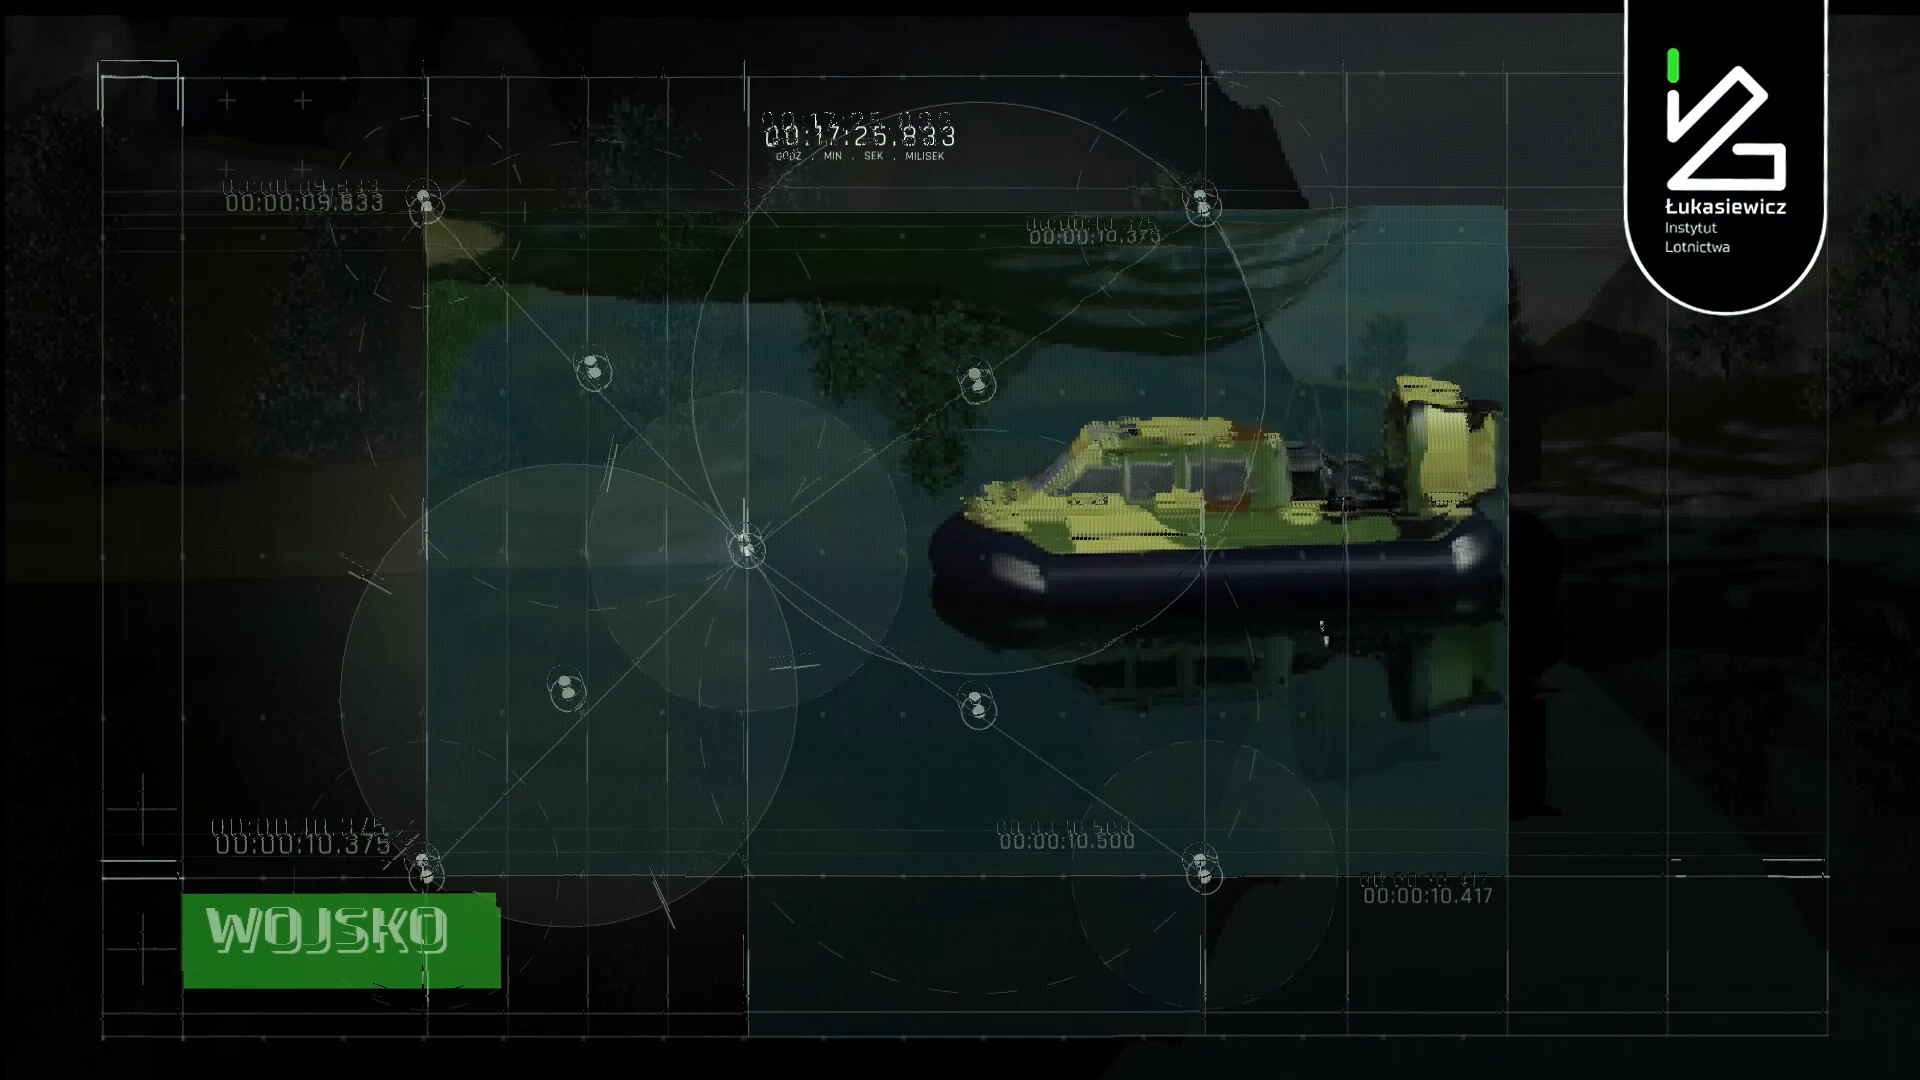 00:17:25.833
GODZ . MIN . SEK . MILISEK
00:00:09.833
00:00:10.375
Łukasiewicz
Instytut
Lotnictwa
00:00:10.375
00:00:10.500
00:00:10.417
WOJSKO